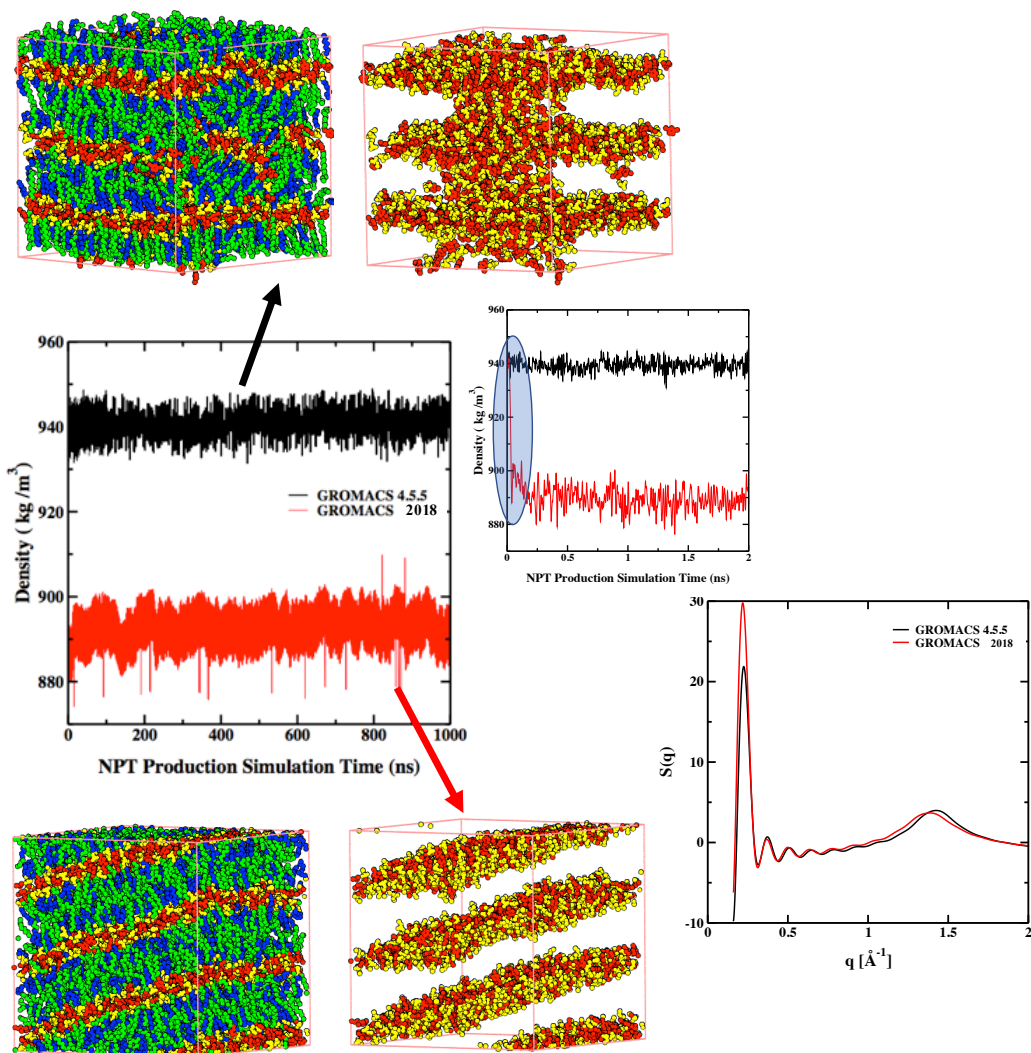 960
940
920
900
880
Density ( kg /m³)
GROMACS 4.5.5
GROMACS 2018
0 200 400 600 800 1000
NPT Production Simulation Time (ns)
960
940
920
900
880
Density ( kg /m³)
0 0.5 1 1.5 2
NPT Production Simulation Time (ns)
30
20
10
0
-10
S(q)
GROMACS 4.5.5
GROMACS 2018
0 0.5 1 1.5 2
q [Å⁻¹]